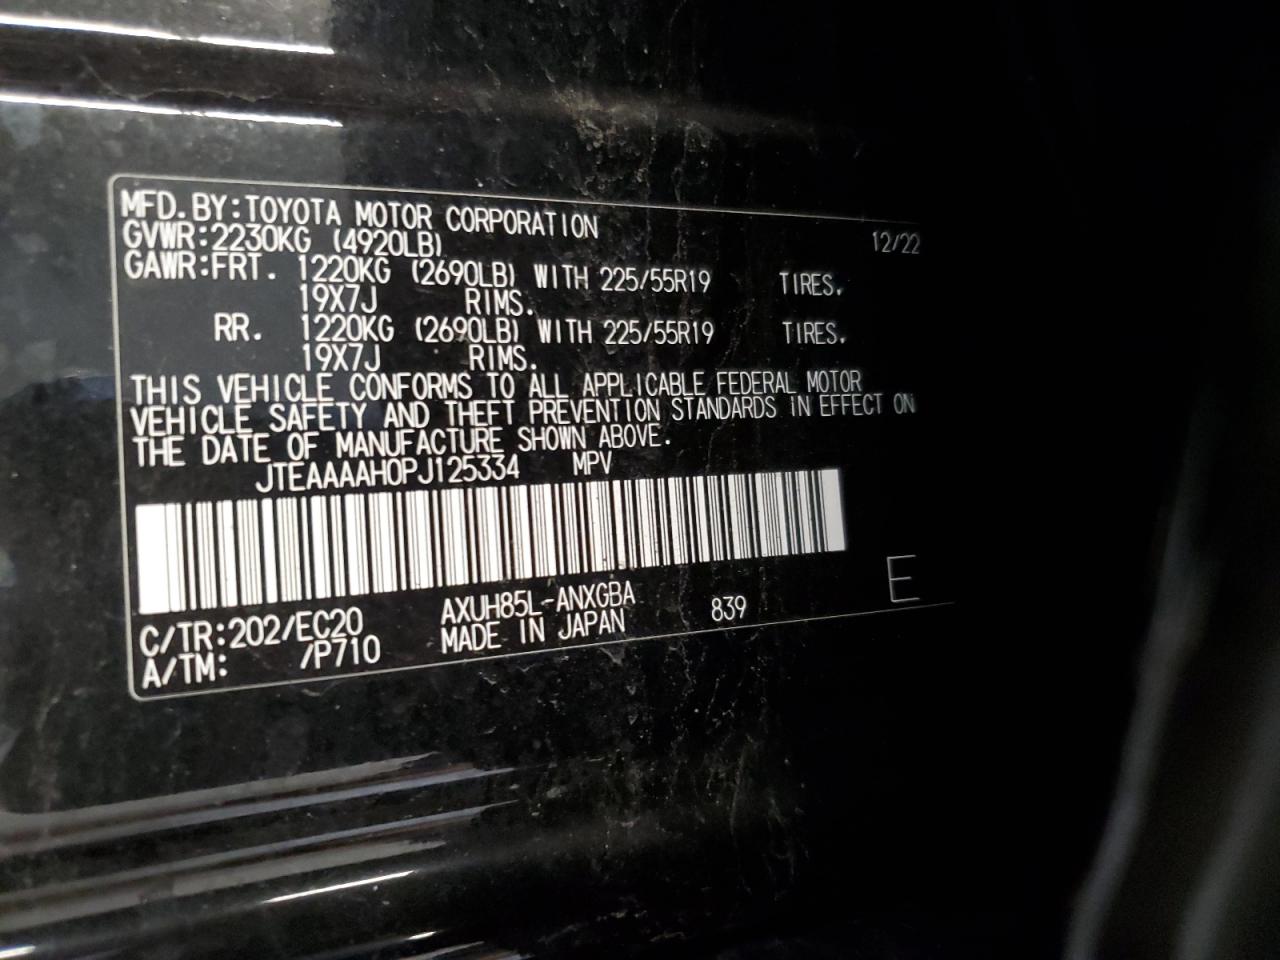 MFD.BY:TOYOTA MOTOR CORPORATION 12/22
GVWR:2230KG (4920LB)
GAWR:FRT. 1220KG (2690LB) WITH 225/55R19 TIRES.
19X7J RIMS.
RR. 1220KG (2690LB) WITH 225/55R19 TIRES.
19X7J RIMS.
THIS VEHICLE CONFORMS TO ALL APPLICABLE FEDERAL MOTOR
VEHICLE SAFETY AND THEFT PREVENTION STANDARDS IN EFFECT ON
THE DATE OF MANUFACTURE SHOWN ABOVE.
JTEAAAAH0PJ125334 MPV
C/TR:202/EC20 AXUH85L-ANXGBA 839 E
A/TM: /P710 MADE IN JAPAN